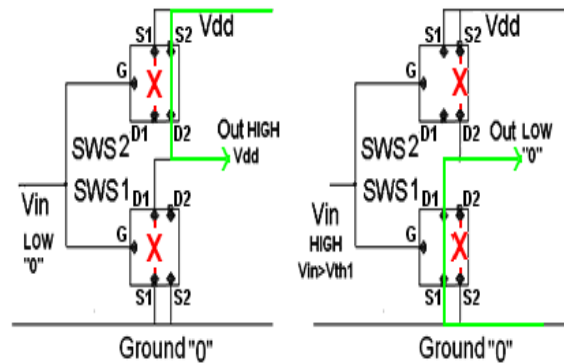 S1 S2 Vdd
G
D1 D2
Out HIGH
Vdd
SWS2
SWS1
Vin
LOW
"0"
D1 D2
G
S1 S2
Ground "0"
S1 S2 Vdd
G
D1 D2
Out LOW
"0"
SWS2
SWS1
Vin
HIGH
Vin>Vth1
D1 D2
G
S1 S2
Ground "0"